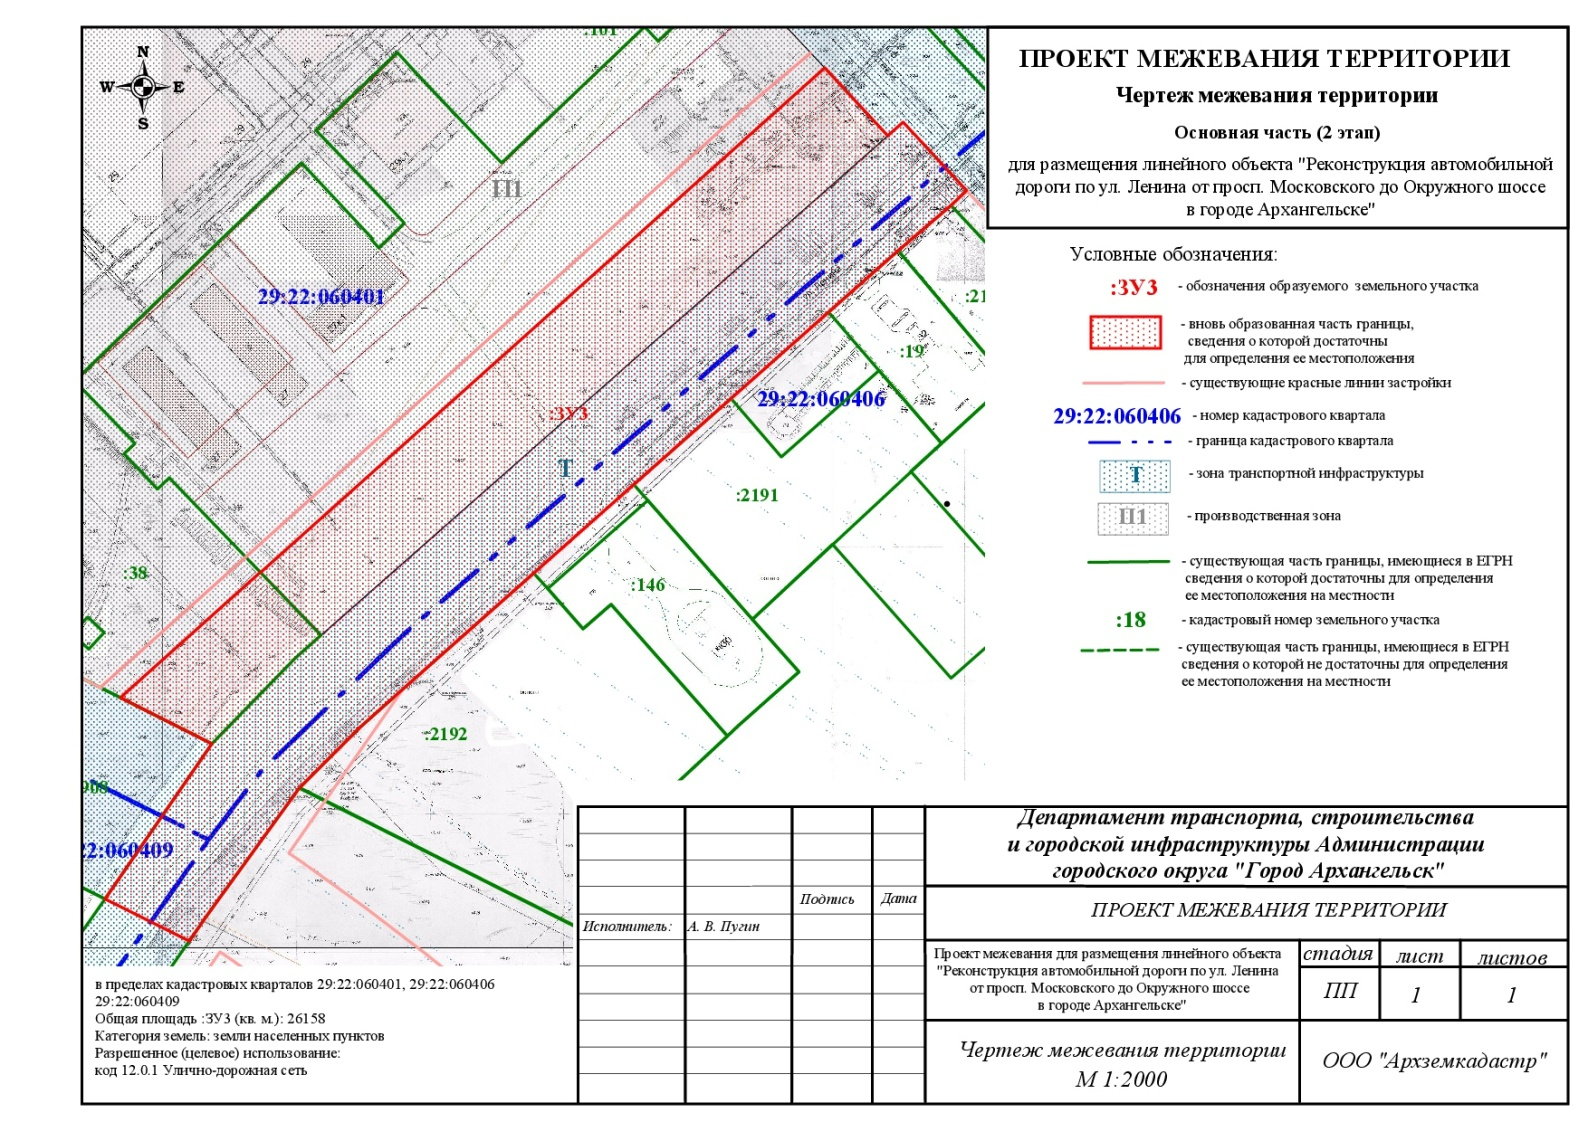 ПРОЕКТ МЕЖЕВАНИЯ ТЕРРИТОРИИ
Чертеж межевания территории
Основная часть (2 этап)
для размещения линейного объекта "Реконструкция автомобильной
дороги по ул. Ленина от просп. Московского до Окружного шоссе
в городе Архангельске"
Условные обозначения:
:ЗУ3 - обозначения образуемого земельного участка
- вновь образованная часть границы,
сведения о которой достаточны
для определения ее местоположения
- существующие красные линии застройки
29:22:060406 - номер кадастрового квартала
- граница кадастрового квартала
Т - зона транспортной инфраструктуры
П1 - производственная зона
- существующая часть границы, имеющиеся в ЕГРН
сведения о которой достаточны для определения
ее местоположения на местности
:18 - кадастровый номер земельного участка
- существующая часть границы, имеющиеся в ЕГРН
сведения о которой не достаточны для определения
ее местоположения на местности
N
W E
S
:101
П1
29:22:060401
:21
:19
29:22:060406
:ЗУ3
Т
:2191
:38
:146
:2192
908
22:060409
в пределах кадастровых кварталов 29:22:060401, 29:22:060406
29:22:060409
Общая площадь :ЗУ3 (кв. м.): 26158
Категория земель: земли населенных пунктов
Разрешенное (целевое) использование:
код 12.0.1 Улично-дорожная сеть
Подпись Дата
Исполнитель: А. В. Пугин
Департамент транспорта, строительства
и городской инфраструктуры Администрации
городского округа "Город Архангельск"
ПРОЕКТ МЕЖЕВАНИЯ ТЕРРИТОРИИ
Проект межевания для размещения линейного объекта
"Реконструкция автомобильной дороги по ул. Ленина
от просп. Московского до Окружного шоссе
в городе Архангельске"
стадия лист листов
ПП 1 1
Чертеж межевания территории
М 1:2000
ООО "Архземкадастр"